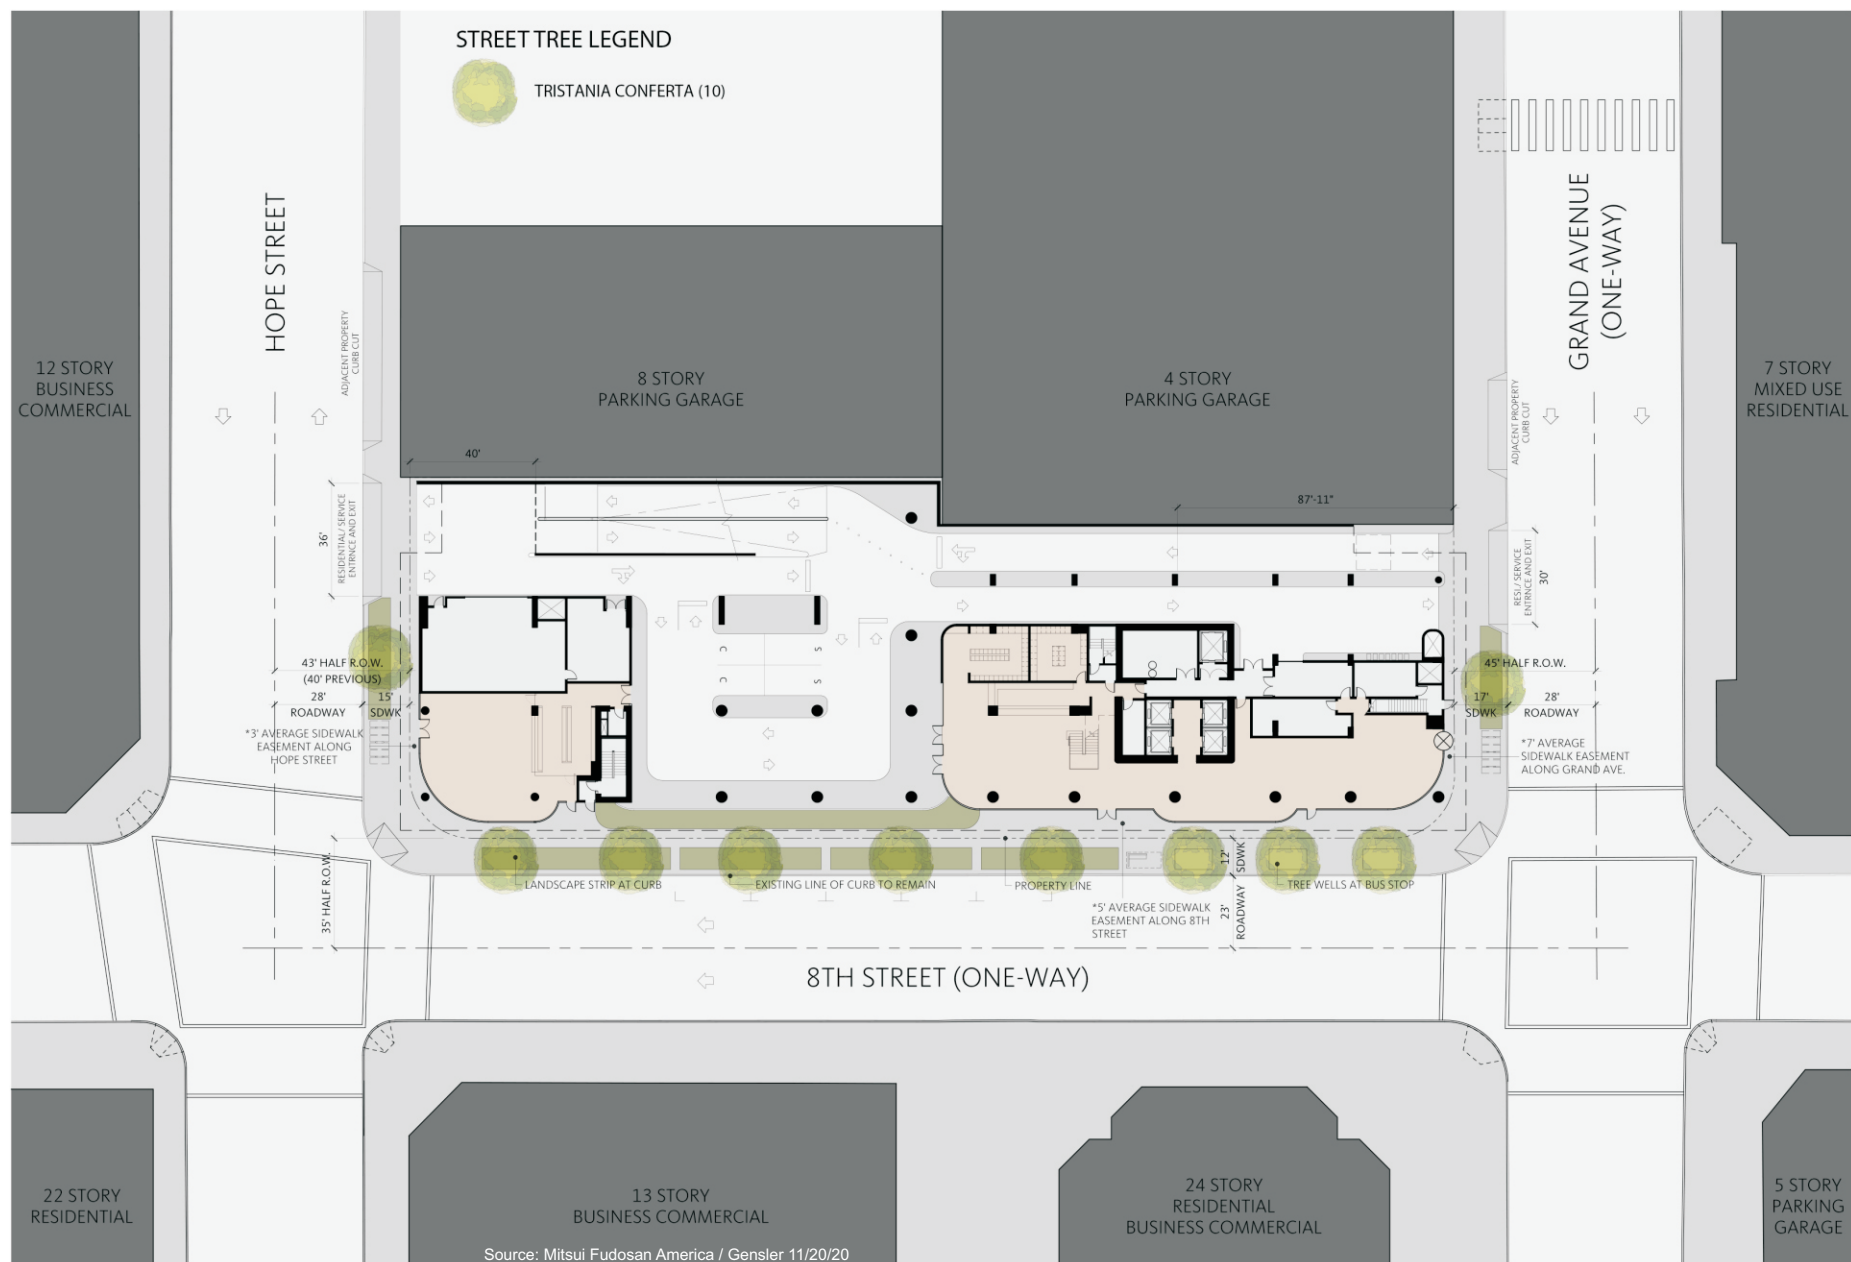 STREET TREE LEGEND
TRISTANIA CONFERTA (10)
HOPE STREET
GRAND AVENUE
(ONE-WAY)
12 STORY
BUSINESS
COMMERCIAL
8 STORY
PARKING GARAGE
4 STORY
PARKING GARAGE
7 STORY
MIXED USE
RESIDENTIAL
ADJACENT PROPERTY
CURB CUT
ADJACENT PROPERTY
CURB CUT
40'
87'-11"
36'
RESIDENTIAL/ SERVICE
ENTRNCE AND EXIT
RESI./ SERVICE
ENTRNCE AND EXIT
30'
43' HALF R.O.W.
(40' PREVIOUS)
28'
ROADWAY
15'
SDWK
*3' AVERAGE SIDEWALK
EASEMENT ALONG
HOPE STREET
C
S
C
S
45' HALF R.O.W.
17'
SDWK
28'
ROADWAY
*7' AVERAGE
SIDEWALK EASEMENT
ALONG GRAND AVE.
35' HALF R.O.W.
LANDSCAPE STRIP AT CURB
EXISTING LINE OF CURB TO REMAIN
PROPERTY LINE
12'
SDWK
TREE WELLS AT BUS STOP
*5' AVERAGE SIDEWALK
EASEMENT ALONG 8TH
STREET
23'
ROADWAY
8TH STREET (ONE-WAY)
22 STORY
RESIDENTIAL
13 STORY
BUSINESS COMMERCIAL
24 STORY
RESIDENTIAL
BUSINESS COMMERCIAL
5 STORY
PARKING
GARAGE
Source: Mitsui Fudosan America / Gensler 11/20/20